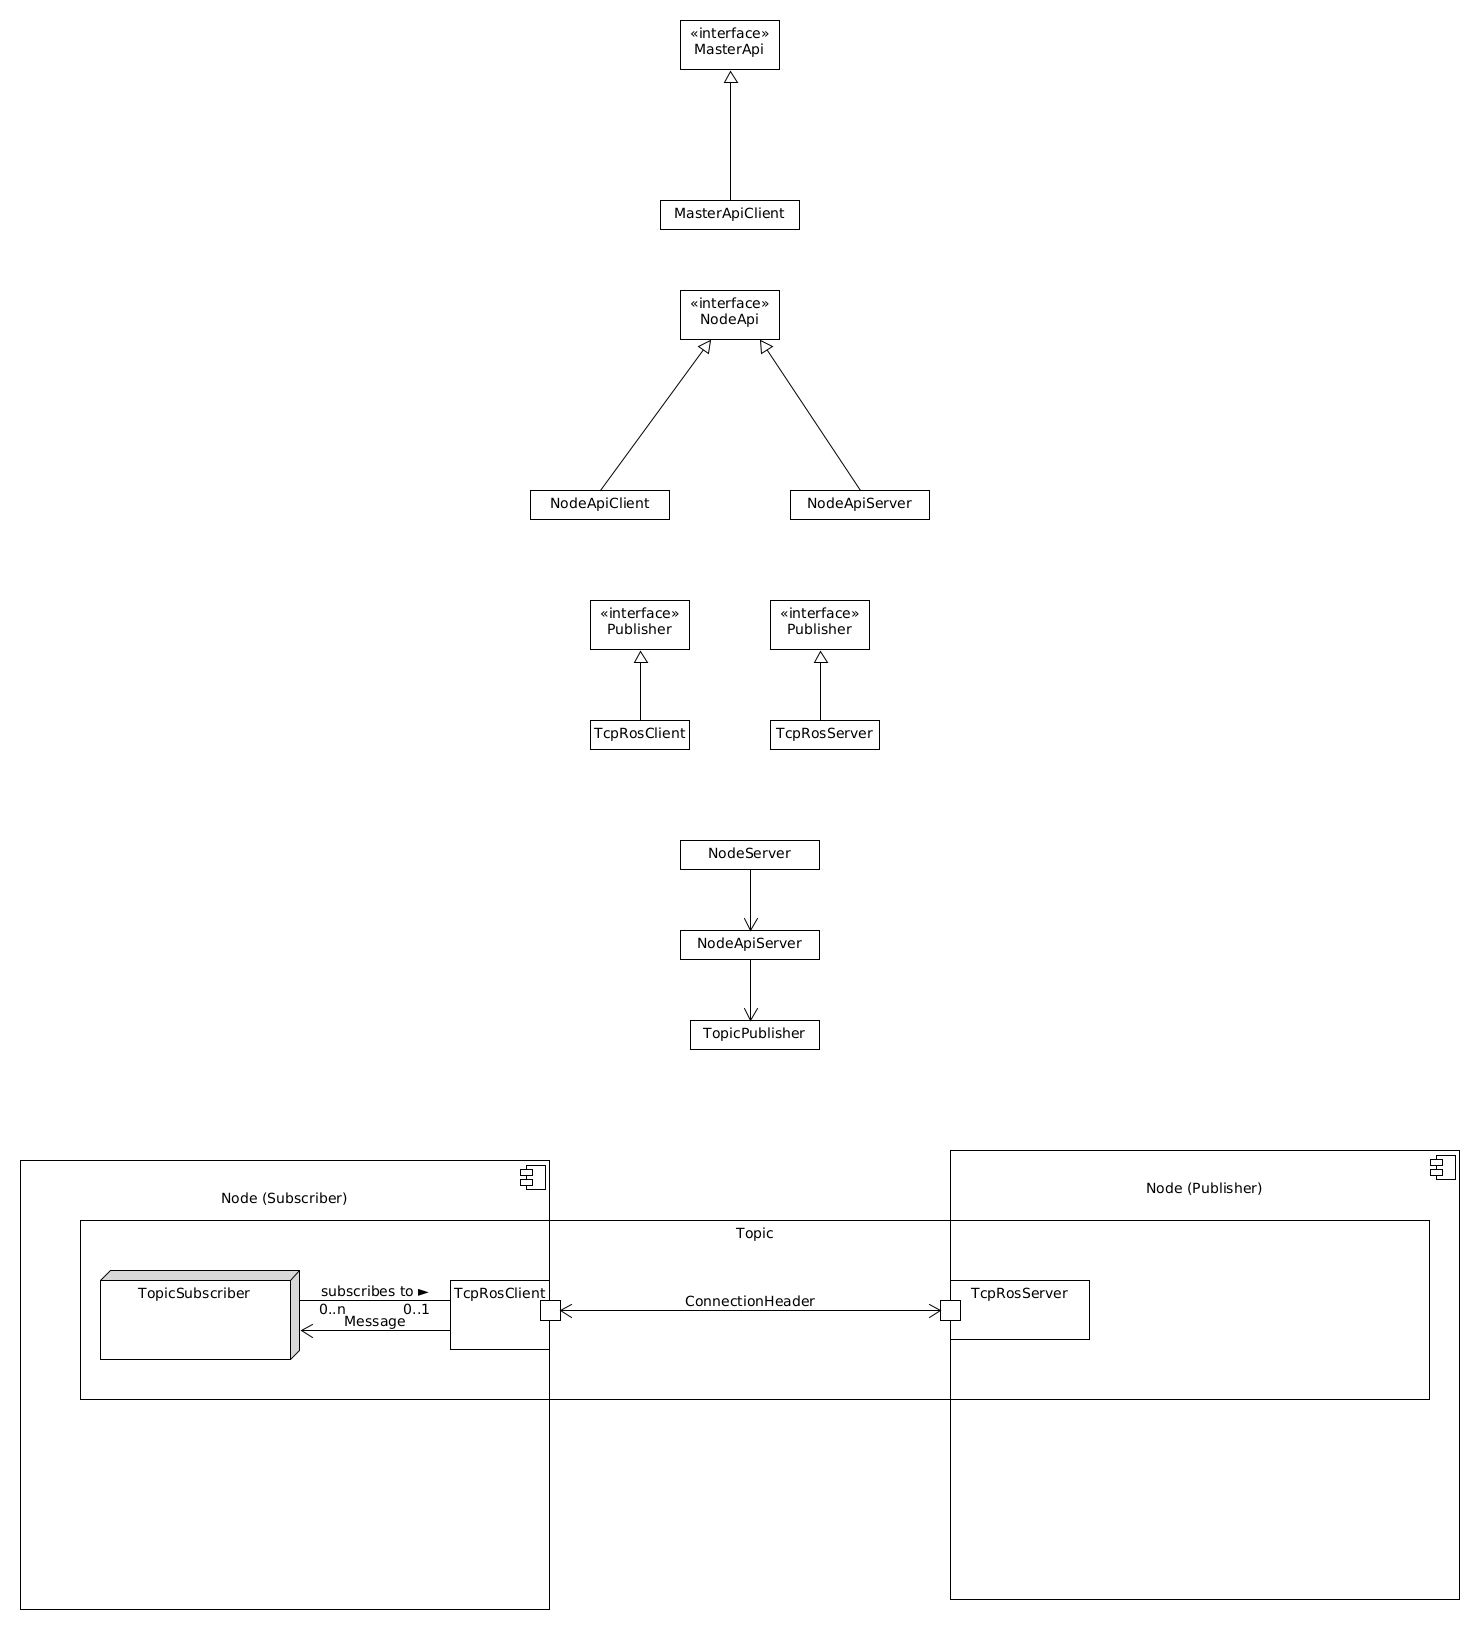 «interface»
MasterApi
MasterApiClient
«interface»
NodeApi
NodeApiClient
NodeApiServer
«interface»
Publisher
«interface»
Publisher
TcpRosClient
TcpRosServer
NodeServer
NodeApiServer
TopicPublisher
Node (Subscriber)
Node (Publisher)
Topic
TopicSubscriber
subscribes to ►
0..n 0..1
Message
TcpRosClient
ConnectionHeader
TcpRosServer